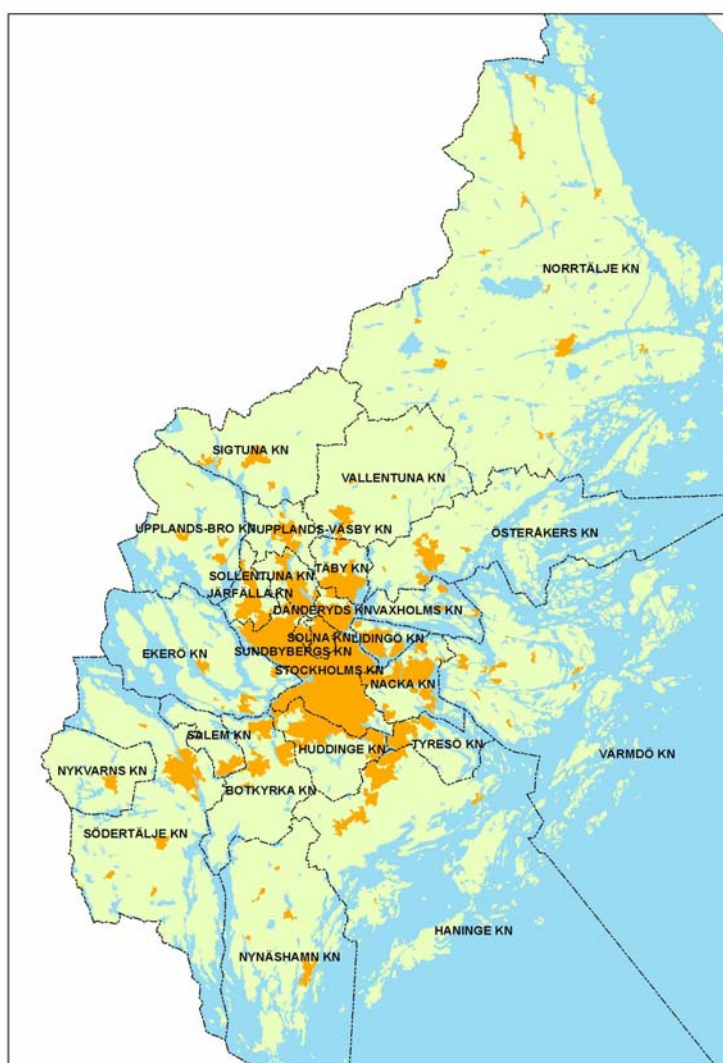 NORRTÄLJE KN
SIGTUNA KN
VALLENTUNA KN
UPPLANDS-BRO KN
UPPLANDS-VÄSBY KN
ÖSTERÅKERS KN
TÄBY KN
SOLLENTUNA KN
JÄRFÄLLA KN
DANDERYDS KN
VAXHOLMS KN
SOLNA KN
LIDINGÖ KN
EKERÖ KN
SUNDBYBERGS KN
STOCKHOLMS KN
NACKA KN
SALEM KN
HUDDINGE KN
TYRESÖ KN
VÄRMDÖ KN
NYKVARNS KN
BOTKYRKA KN
SÖDERTÄLJE KN
HANINGE KN
NYNÄSHAMN KN